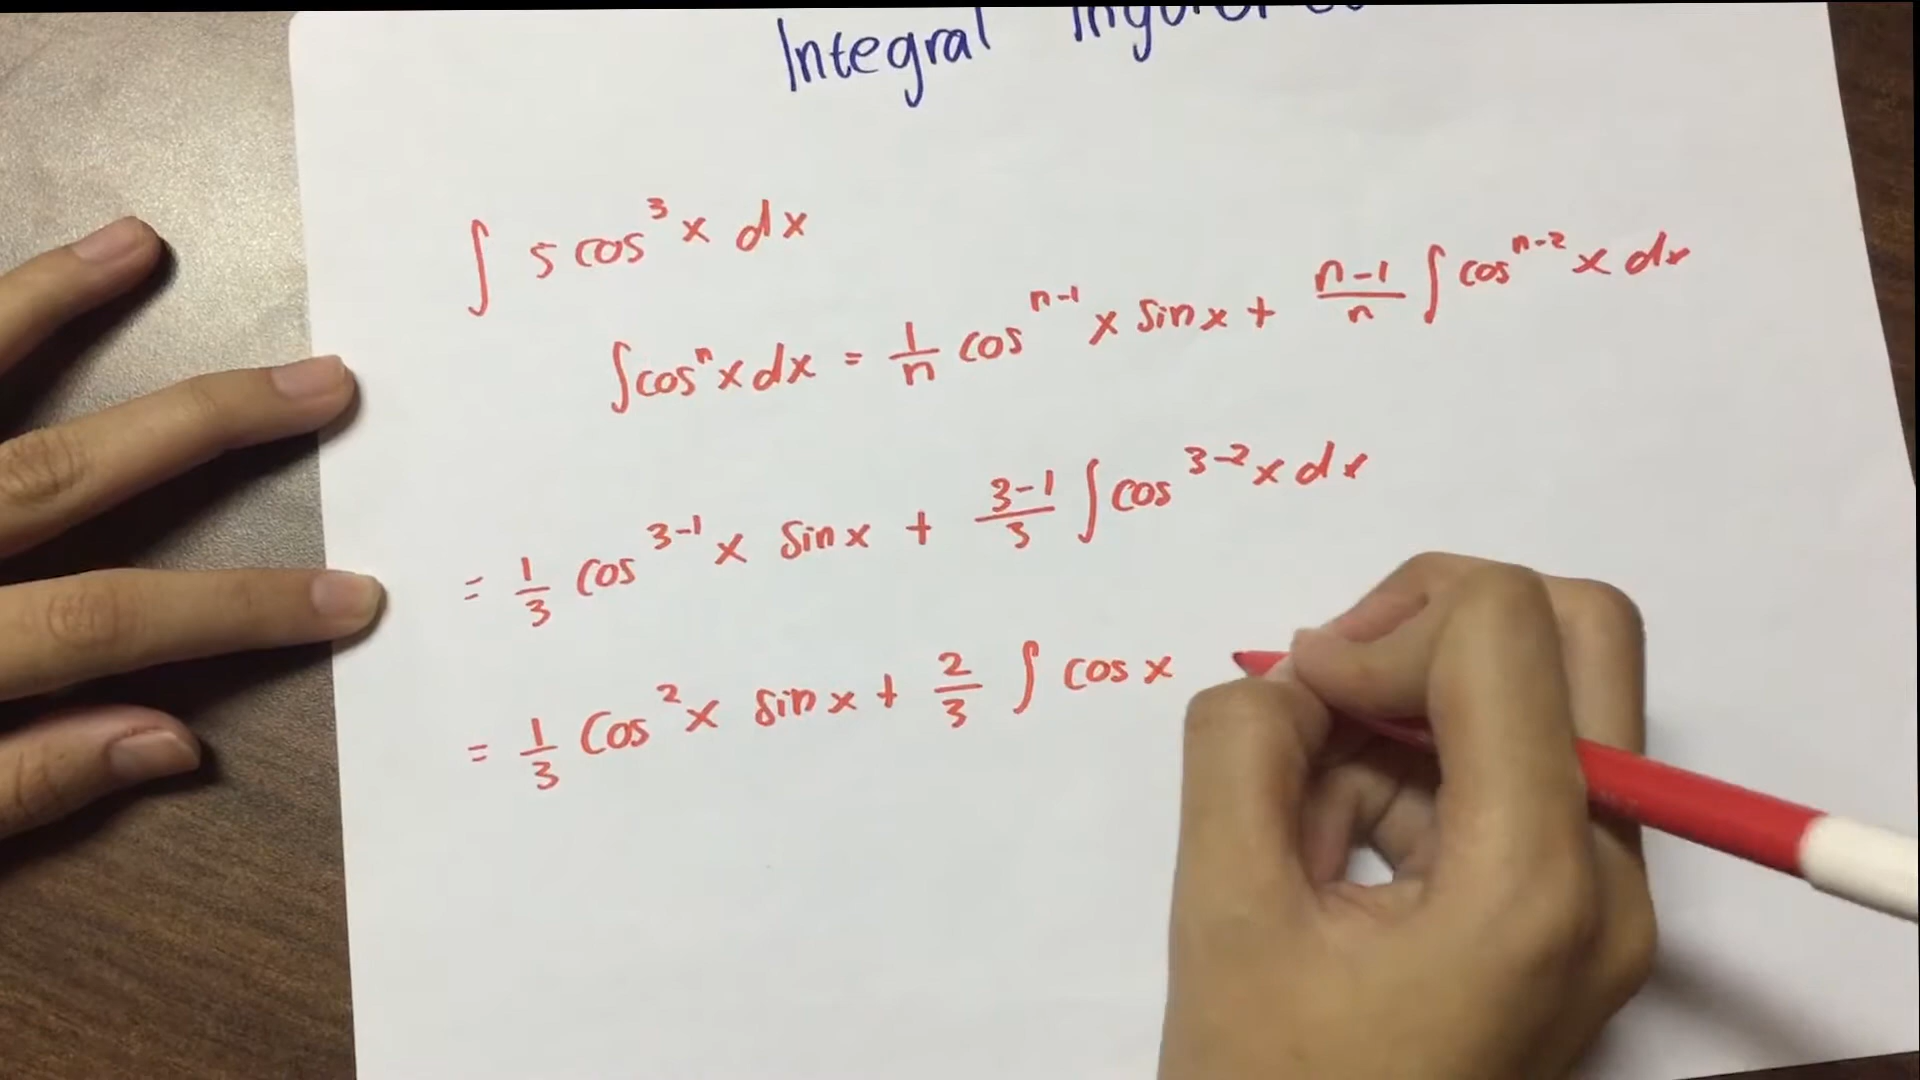 Integral
∫ 5 cos³ x dx
∫cosⁿ x dx = 1/n cosⁿ⁻¹ x sin x + n-1/n ∫ cosⁿ⁻² x dx
= 1/3 cos³⁻¹ x sin x + 3-1/3 ∫ cos³⁻² x dx
= 1/3 cos² x sin x + 2/3 ∫ cos x